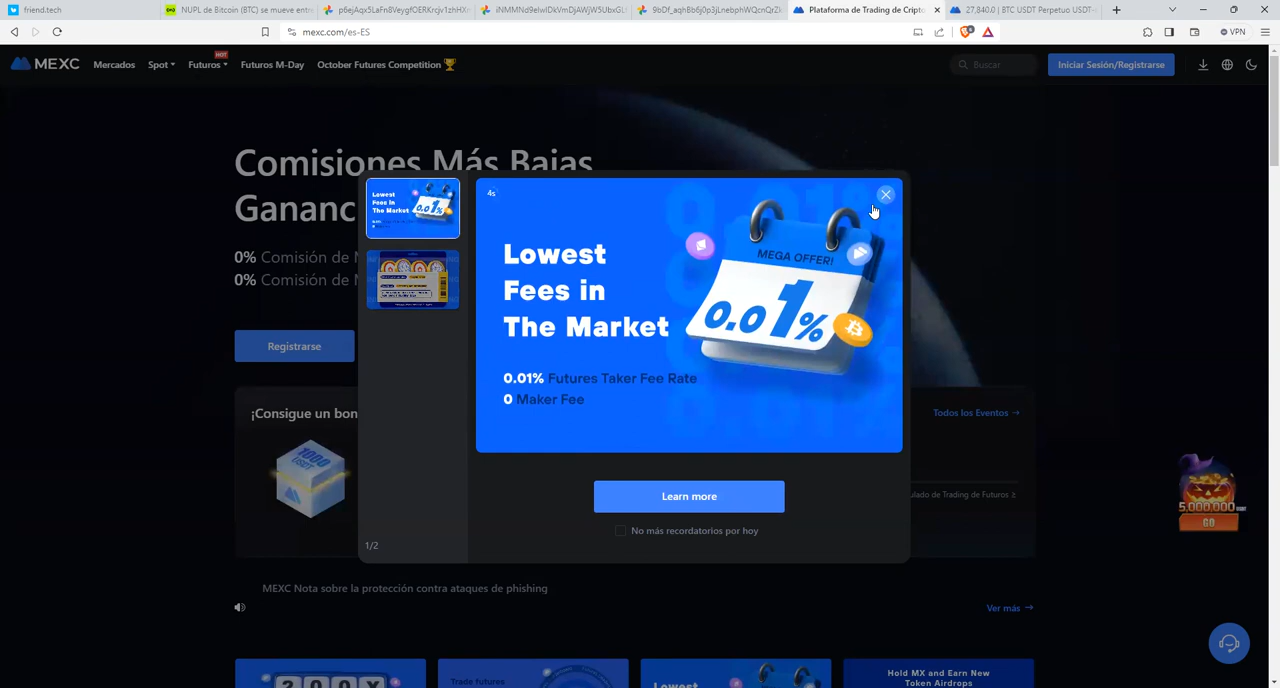 friend.tech
NUPL de Bitcoin (BTC) se mueve entr
Plataforma de Trading de Cripto
27,840.0 | BTC USDT Perpetuo USDT-
mexc.com/es-ES
VPN
MEXC
Mercados
Spot
Futuros
HOT
Futuros M-Day
October Futures Competition
Buscar
Iniciar Sesión/Registrarse
Comisiones Más Bajas
Gananc
0% Comisión de M
0% Comisión de
Registrarse
4s
Lowest
Fees in
The Market
0.01% Futures Taker Fee Rate
0 Maker Fee
MEGA OFFER!
0.01%
Lowest
Fees in
The Market
0.01%
Learn more
No más recordatorios por hoy
1/2
¡Consigue un bon
1000
USDT
Todos los Eventos →
ulado de Trading de Futuros ≥
5,000,000
GO
MEXC Nota sobre la protección contra ataques de phishing
Ver más →
200X
Trade futures
Lowest
Hold MX and Earn New
Token Airdrops